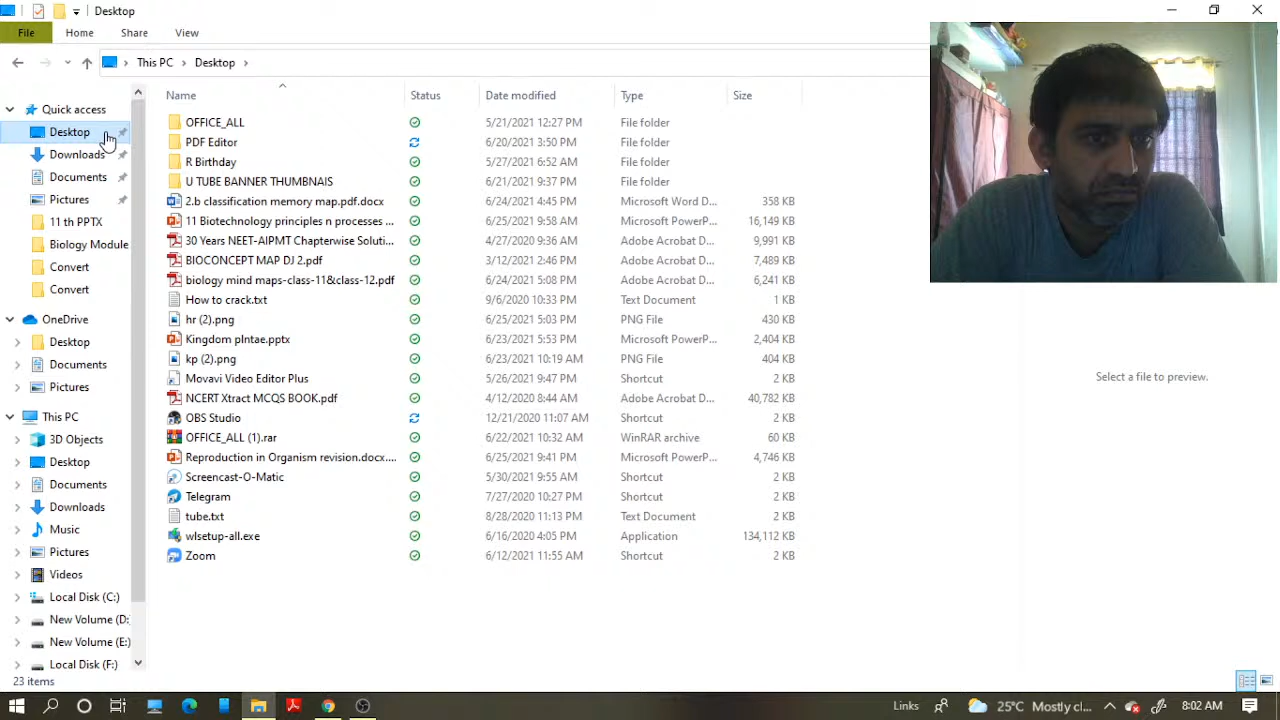 Desktop
File Home Share View
This PC Desktop
Name Status Date modified Type Size
Quick access
Desktop
Downloads
Documents
Pictures
11 th PPTX
Biology Module
Convert
Convert
OneDrive
Desktop
Documents
Pictures
This PC
3D Objects
Desktop
Documents
Downloads
Music
Pictures
Videos
Local Disk (C:)
New Volume (D:
New Volume (E:)
Local Disk (F:)
OFFICE_ALL 5/21/2021 12:27 PM File folder
PDF Editor 6/20/2021 3:50 PM File folder
R Birthday 5/27/2021 6:52 AM File folder
U TUBE BANNER THUMBNAIS 6/21/2021 9:37 PM File folder
2.b classification memory map.pdf.docx 6/24/2021 4:45 PM Microsoft Word D... 358 KB
11 Biotechnology principles n processes ... 6/25/2021 9:58 AM Microsoft PowerP... 16,149 KB
30 Years NEET-AIPMT Chapterwise Soluti... 4/27/2020 9:36 AM Adobe Acrobat D... 9,991 KB
BIOCONCEPT MAP DJ 2.pdf 3/12/2021 2:46 PM Adobe Acrobat D... 7,489 KB
biology mind maps-class-11&class-12.pdf 6/24/2021 5:08 PM Adobe Acrobat D... 6,241 KB
How to crack.txt 9/6/2020 10:33 PM Text Document 1 KB
hr (2).png 6/25/2021 5:03 PM PNG File 430 KB
Kingdom plntae.pptx 6/23/2021 5:53 PM Microsoft PowerP... 2,404 KB
kp (2).png 6/23/2021 10:19 AM PNG File 404 KB
Movavi Video Editor Plus 5/26/2021 9:47 PM Shortcut 2 KB
NCERT Xtract MCQS BOOK.pdf 4/12/2020 8:44 AM Adobe Acrobat D... 40,782 KB
OBS Studio 12/21/2020 11:07 AM Shortcut 2 KB
OFFICE_ALL (1).rar 6/22/2021 10:32 AM WinRAR archive 60 KB
Reproduction in Organism revision.docx.... 6/25/2021 9:41 PM Microsoft PowerP... 4,746 KB
Screencast-O-Matic 5/30/2021 9:55 AM Shortcut 2 KB
Telegram 7/27/2020 10:27 PM Shortcut 2 KB
tube.txt 8/28/2020 11:13 PM Text Document 2 KB
wlsetup-all.exe 6/16/2020 4:05 PM Application 134,112 KB
Zoom 6/12/2021 11:55 AM Shortcut 2 KB
Select a file to preview.
23 items
Links 25°C Mostly cl... 8:02 AM